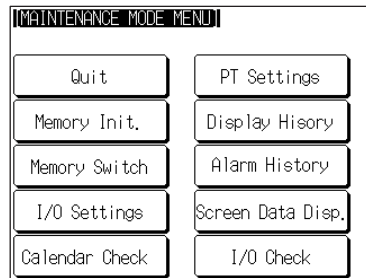 [MAINTENANCE MODE MENU]
Quit
PT Settings
Memory Init.
Display Hisory
Memory Switch
Alarm History
I/O Settings
Screen Data Disp.
Calendar Check
I/O Check